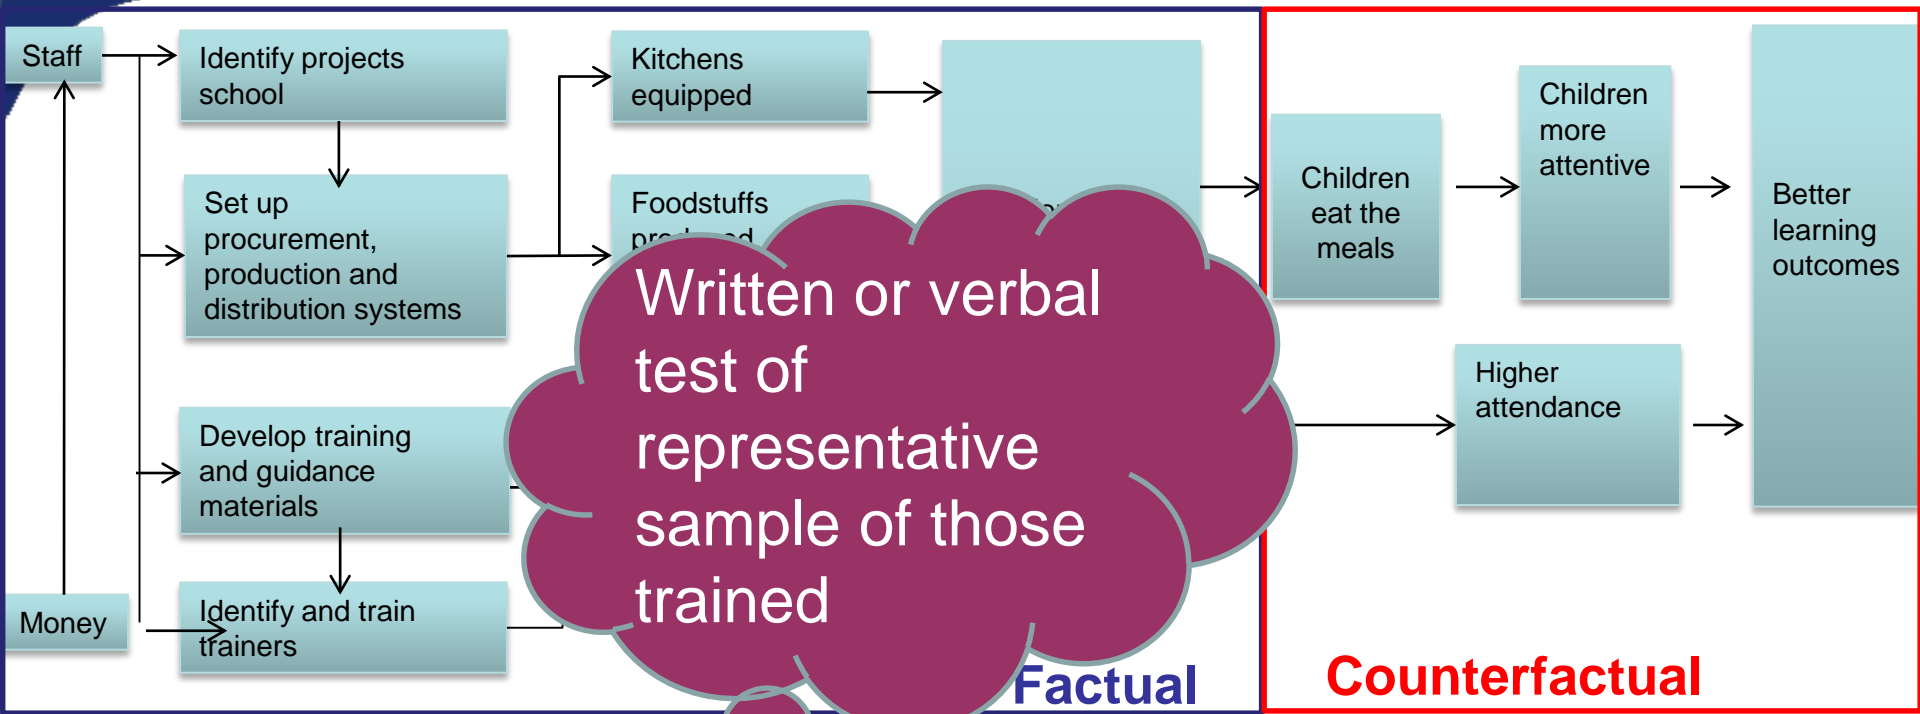 Staff
Identify projects
school
Set up
procurement,
production and
distribution systems
Develop training
and guidance
materials
Money
Identify and train
trainers
Kitchens
equipped
Foodstuffs
Written or verbal
test of
representative
sample of those
trained
Factual
Children
eat the
meals
Children
more
attentive
Higher
attendance
Better
learning
outcomes
Counterfactual